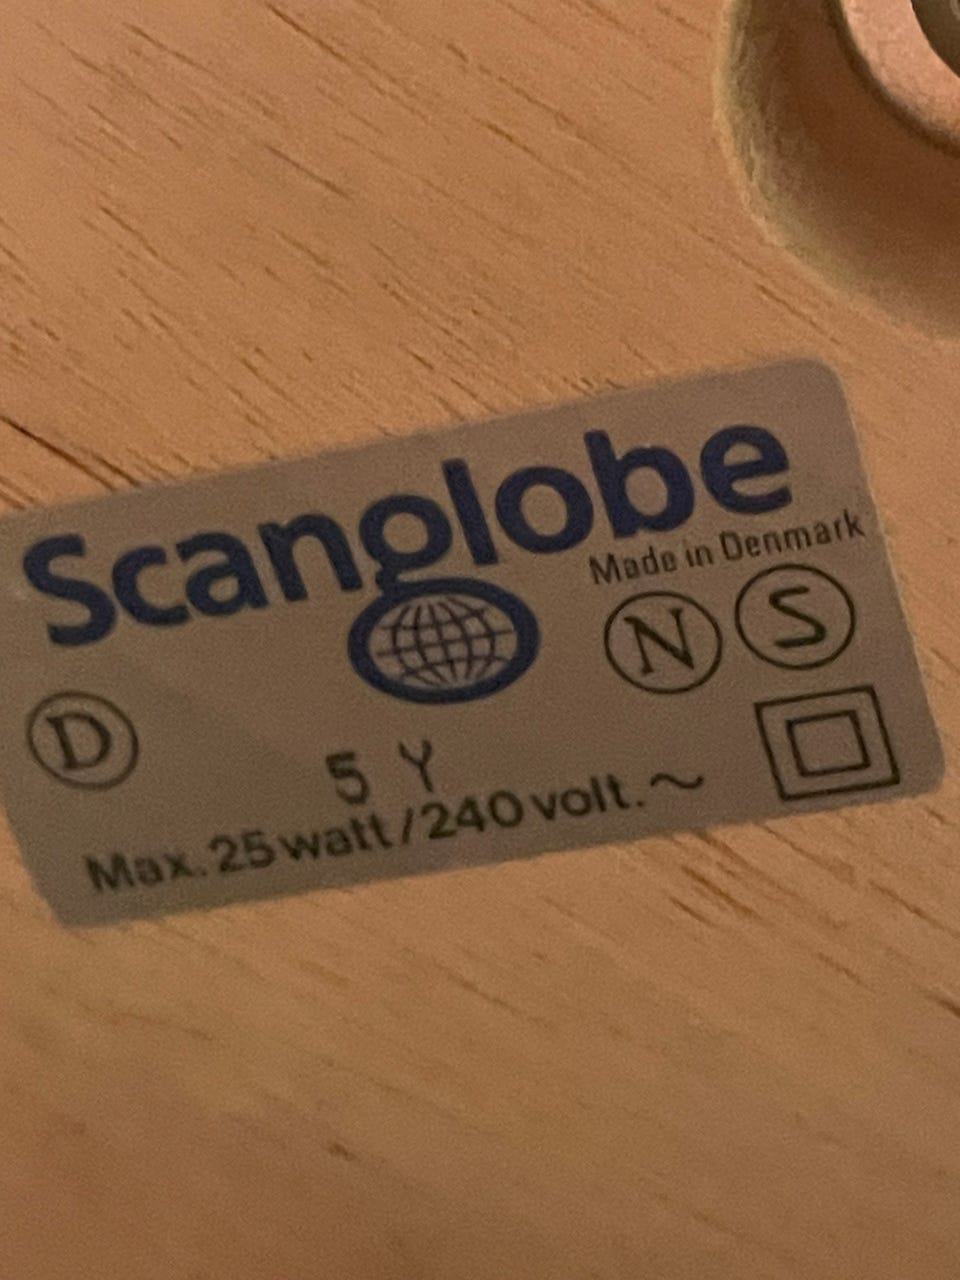 Scanglobe
Made in Denmark
N S
D
5 Y
Max. 25 watt/240 volt. ~